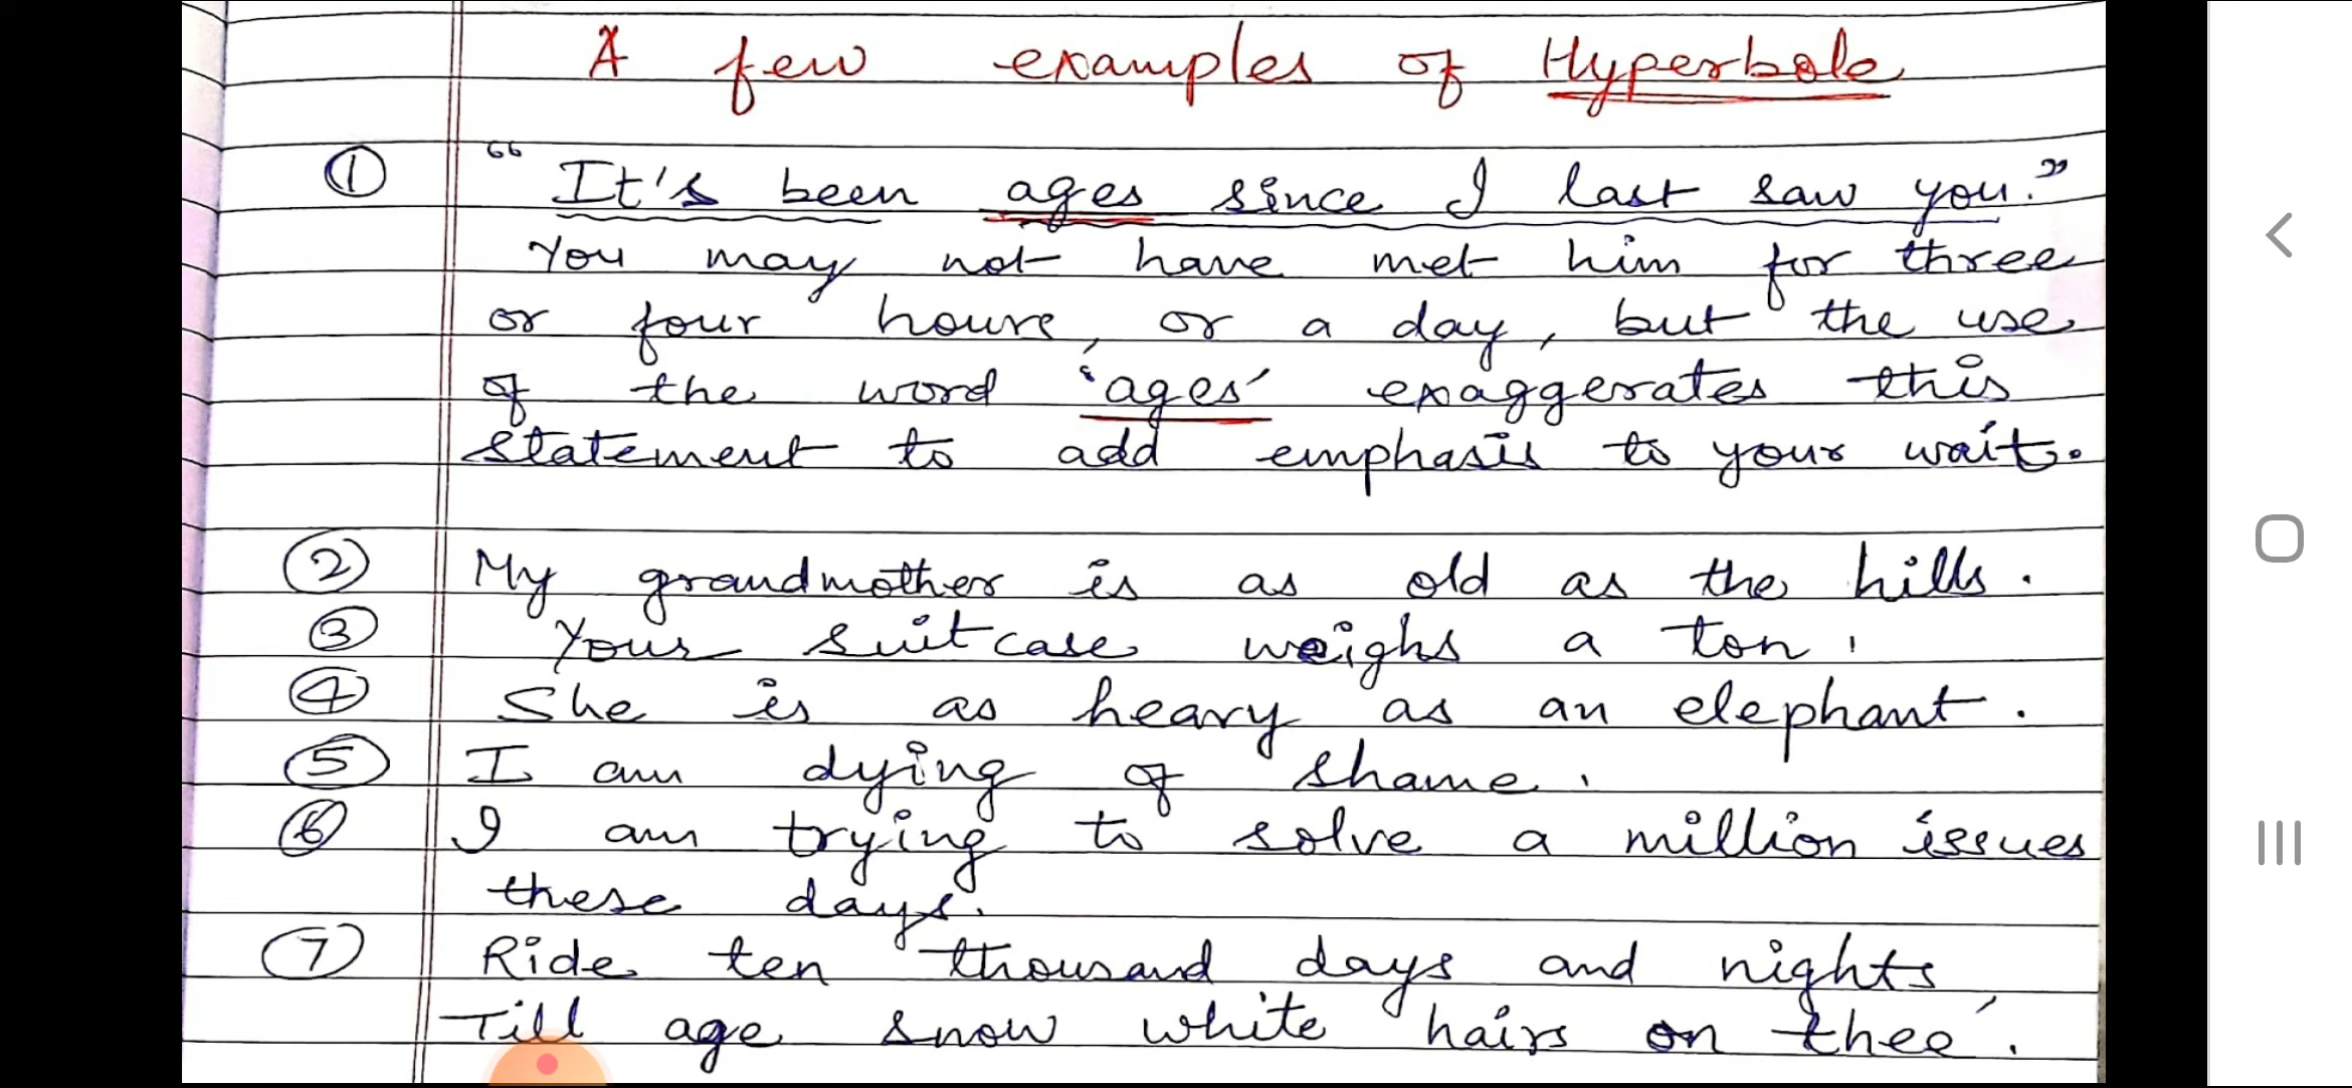 A few examples of Hyperbole
① "It's been ages since I last saw you."
You may not have met him for three
or four hours, or a day, but the use
of the word 'ages' exaggerates this
statement to add emphasis to your wait.
② My grandmother is as old as the hills.
③ Your suitcase weighs a ton.
④ She is as heavy as an elephant.
⑤ I am dying of shame.
⑥ I am trying to solve a million issues
these days.
⑦ Ride ten thousand days and nights
Till age snow white hairs on thee'.